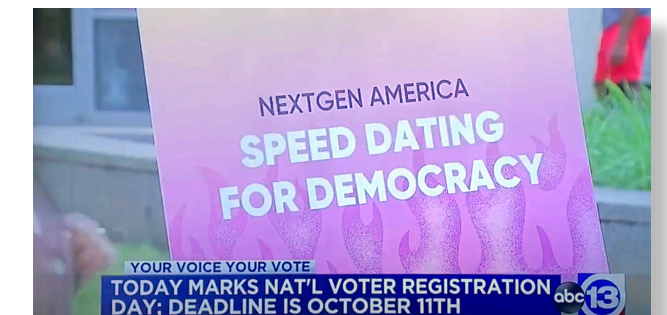 NEXTGEN AMERICA
SPEED DATING
FOR DEMOCRACY
YOUR VOICE YOUR VOTE
TODAY MARKS NAT'L VOTER REGISTRATION
DAY; DEADLINE IS OCTOBER 11TH
abc 13